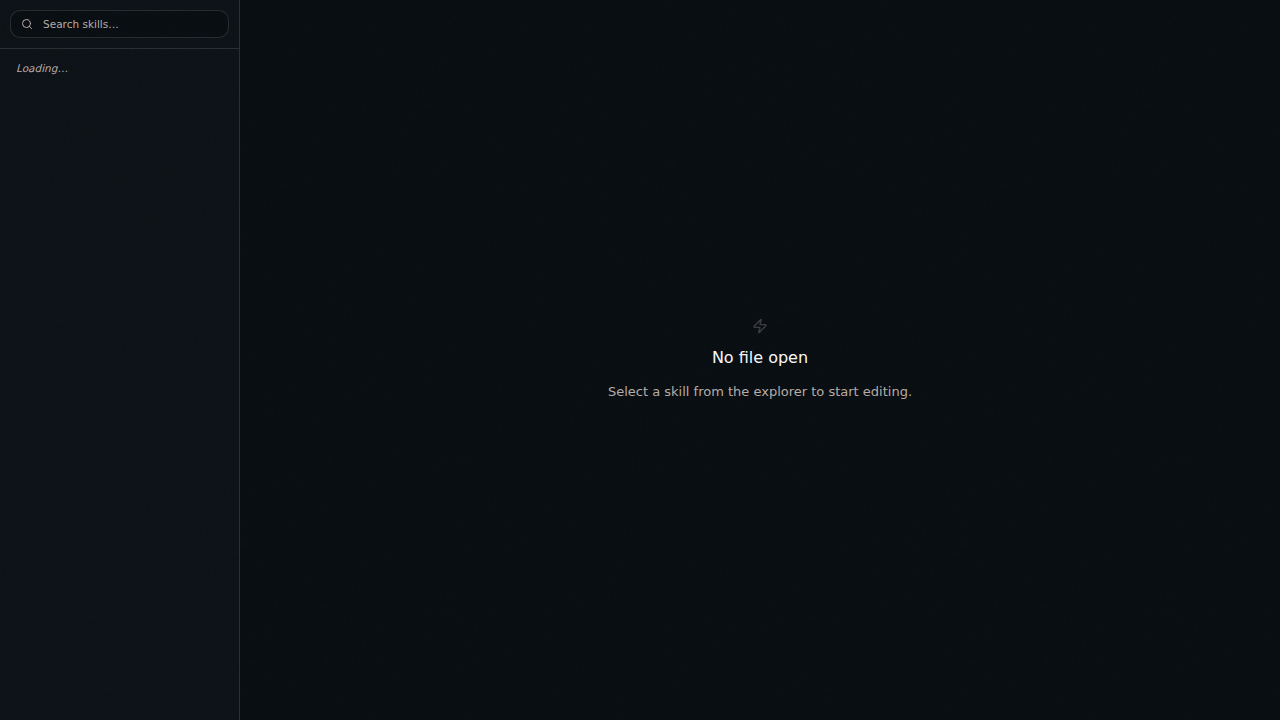 Search skills...
Loading...
No file open
Select a skill from the explorer to start editing.